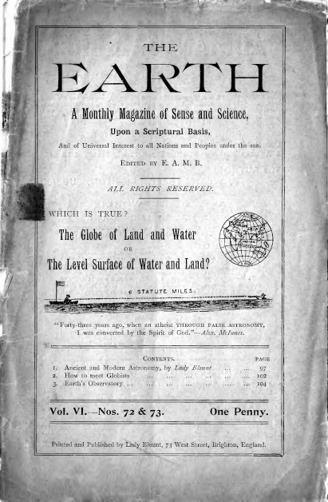 THE
EARTH
A Monthly Magazine of Sense and Science,
Upon a Scriptural Basis,
And of Universal Interest to all Nations and Peoples under the sun.
EDITED BY E. A. M. B.
ALL RIGHTS RESERVED.
WHICH IS TRUE?
The Globe of Land and Water
OR
The Level Surface of Water and Land?
6 STATUTE MILES.
"Forty-three years ago, when an atheist THROUGH FALSE ASTRONOMY,
I was converted by the Spirit of God."—Alex. McInnes.
CONTENTS. PAGE
1. Ancient and Modern Astronomy, by Lady Blount ... ... 97
2. How to meet Globists ... ... ... ... ... 102
3. Earth's Observatory ... ... ... ... ... ... 104
Vol. VI.—Nos. 72 & 73. One Penny.
Printed and Published by Lady Blount, 73 West Street, Brighton, England.